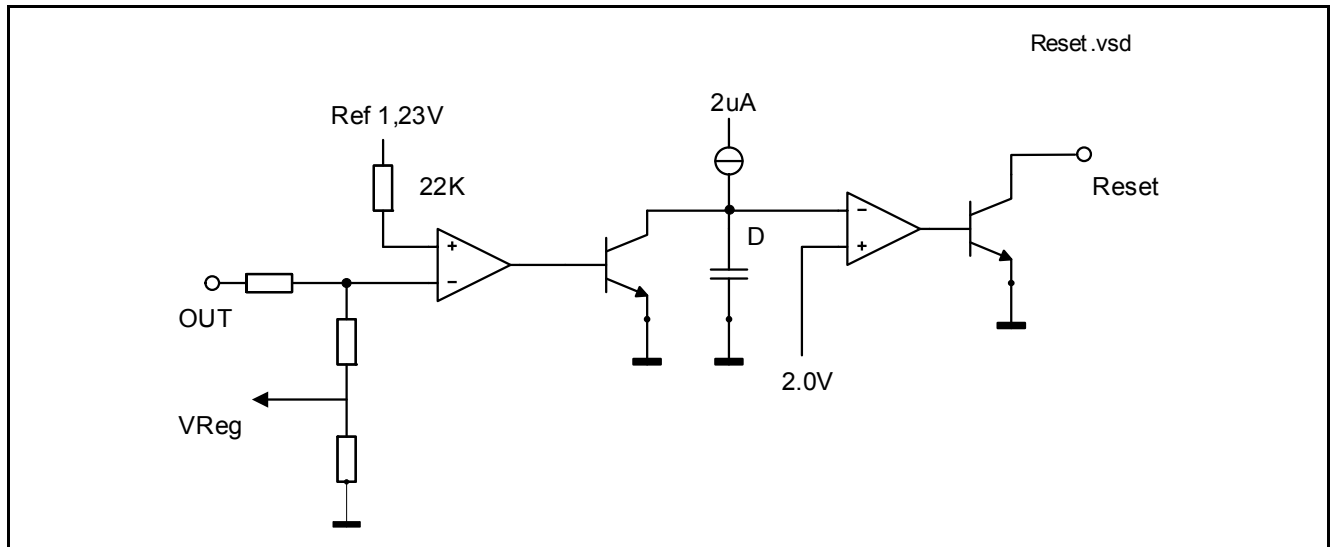 Reset.vsd
2uA
Ref 1,23V
22K
Reset
+
−
D
−
+
OUT
2.0V
VReg